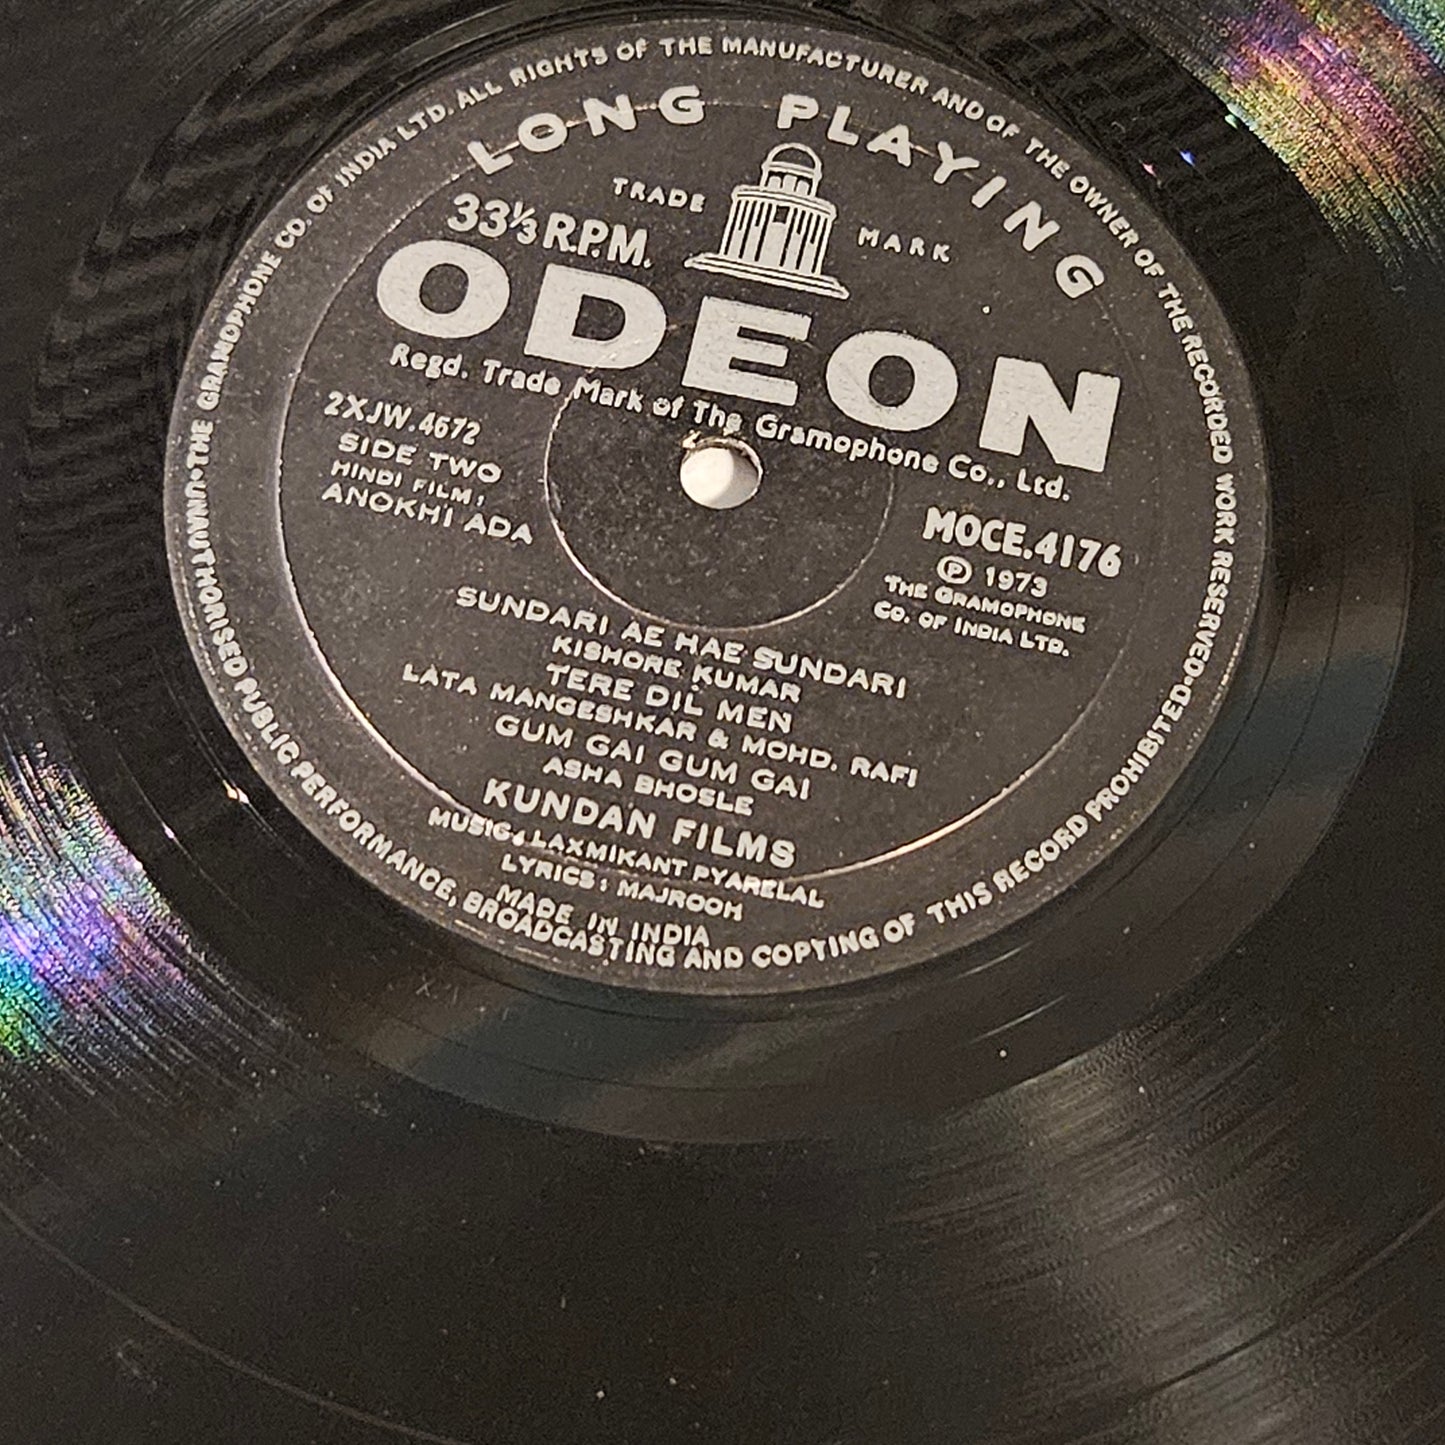 UNAUTHORISED PUBLIC PERFORMANCE, BROADCASTING AND COPYING OF THIS RECORD PROHIBITED·THE GRAMOPHONE CO. OF INDIA LTD. ALL RIGHTS OF THE MANUFACTURER AND OF THE OWNER OF THE RECORDED WORK RESERVED·
LONG PLAYING
TRADE MARK
33⅓ R.P.M.
ODEON
Regd. Trade Mark of The Gramophone Co., Ltd.
2XJW.4672
SIDE TWO
HINDI FILM:
ANOKHI ADA
MOCE.4176
Ⓟ 1973
THE GRAMOPHONE
CO. OF INDIA LTD.
SUNDARI AE HAE SUNDARI
KISHORE KUMAR
TERE DIL MEN
LATA MANGESHKAR & MOHD. RAFI
GUM GAI GUM GAI
ASHA BHOSLE
KUNDAN FILMS
MUSIC: LAXMIKANT PYARELAL
LYRICS: MAJROOH
MADE IN INDIA